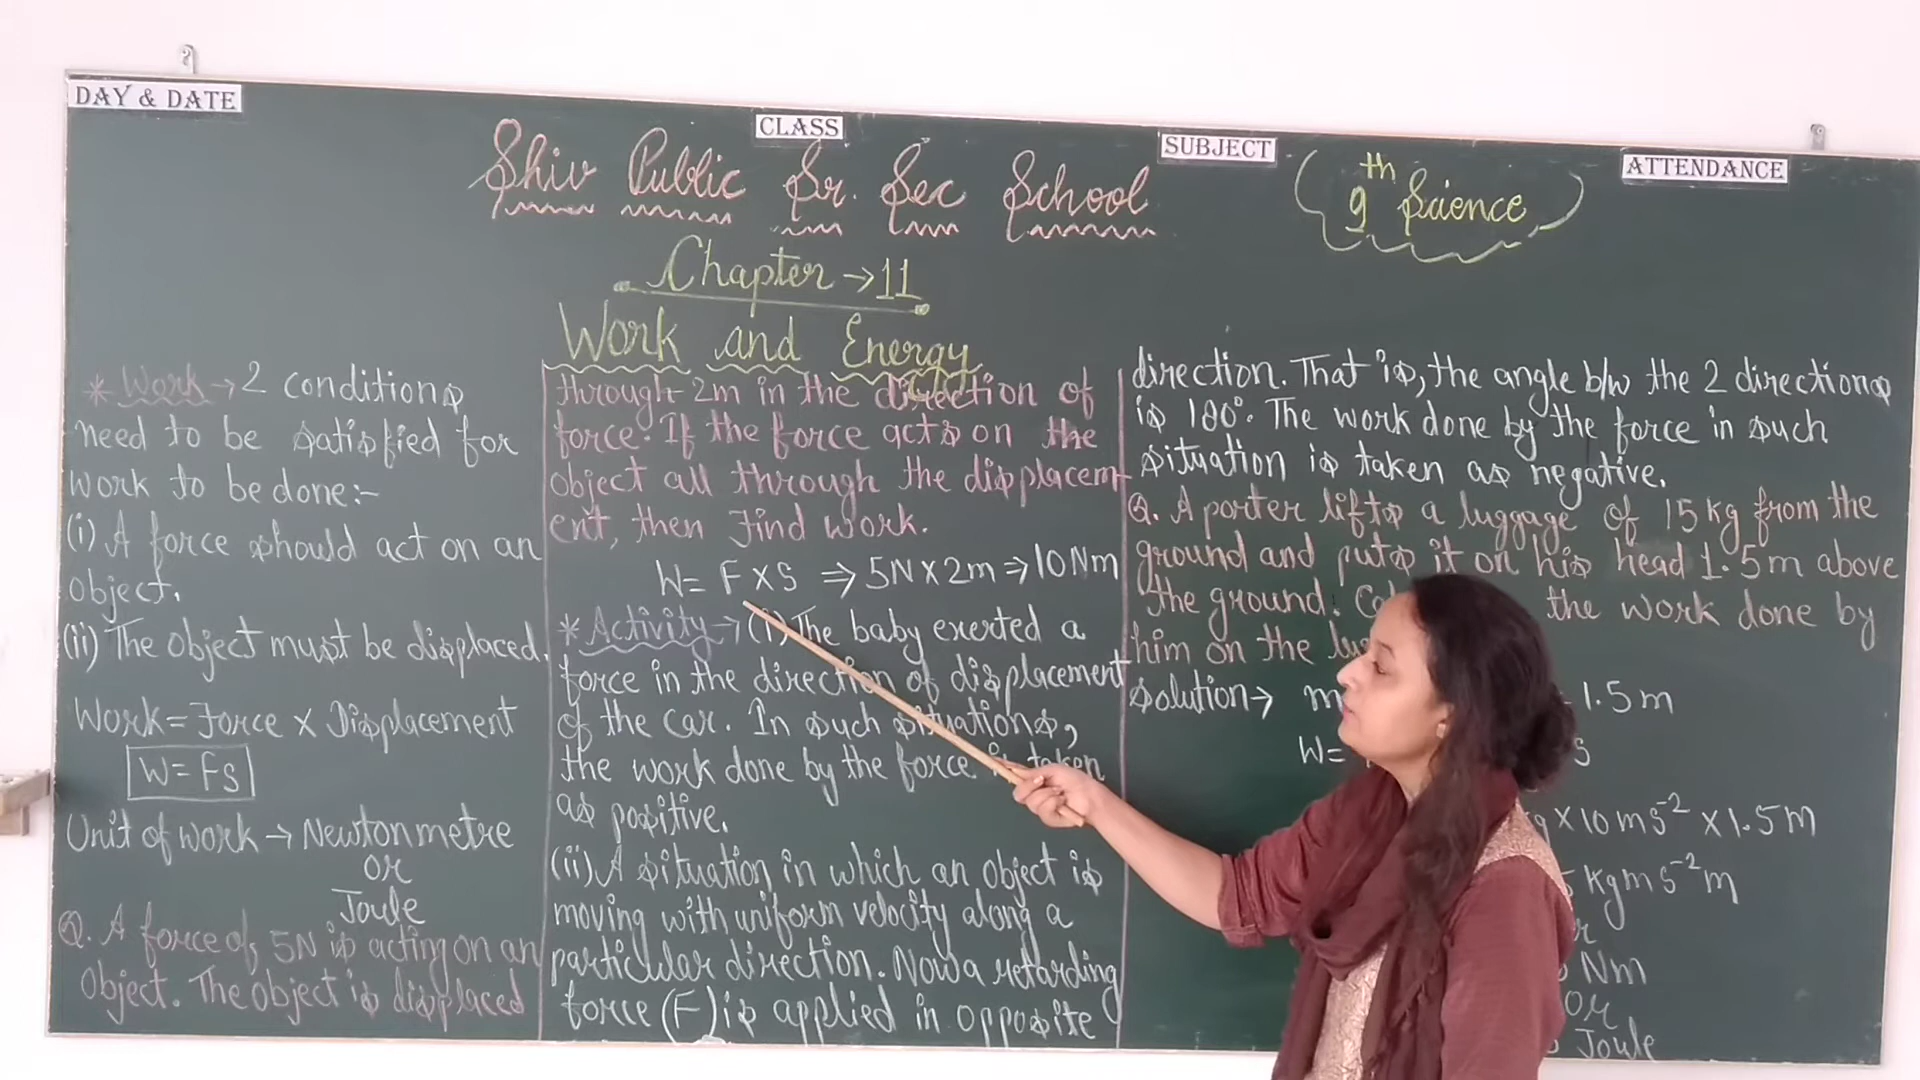 DAY & DATE
CLASS
SUBJECT
ATTENDANCE
Shiv Public Sr. Sec School
9th Science
Chapter → 11
Work and Energy
* Work → 2 conditions
need to be satisfied for
work to be done:-
(i) A force should act on an
object.
(ii) The object must be displaced.
Work = Force × Displacement
W = FS
Unit of work → Newton metre
or
Joule
Q. A force of 5N is acting on an
object. The object is displaced
through 2m in the direction of
force. If the force acts on the
object all through the displacem-
ent, then find work.
W = F × S ⇒ 5N × 2m ⇒ 10 Nm
* Activity → (i) The baby exerted a
force in the direction of displacement
of the car. In such situations,
the work done by the force is taken
as positive.
(ii) A situation in which an object is
moving with uniform velocity along a
particular direction. Now a retarding
force (F) is applied in opposite
direction. That is, the angle b/w the 2 directions
is 180°. The work done by the force in such
situation is taken as negative.
Q. A porter lifts a luggage of 15 kg from the
ground and puts it on his head 1.5 m above
the ground. the work done by
him on the
Solution → m 1.5 m
W = S
× 10 ms⁻² × 1.5 m
kgms⁻²m
Nm
or
Joule